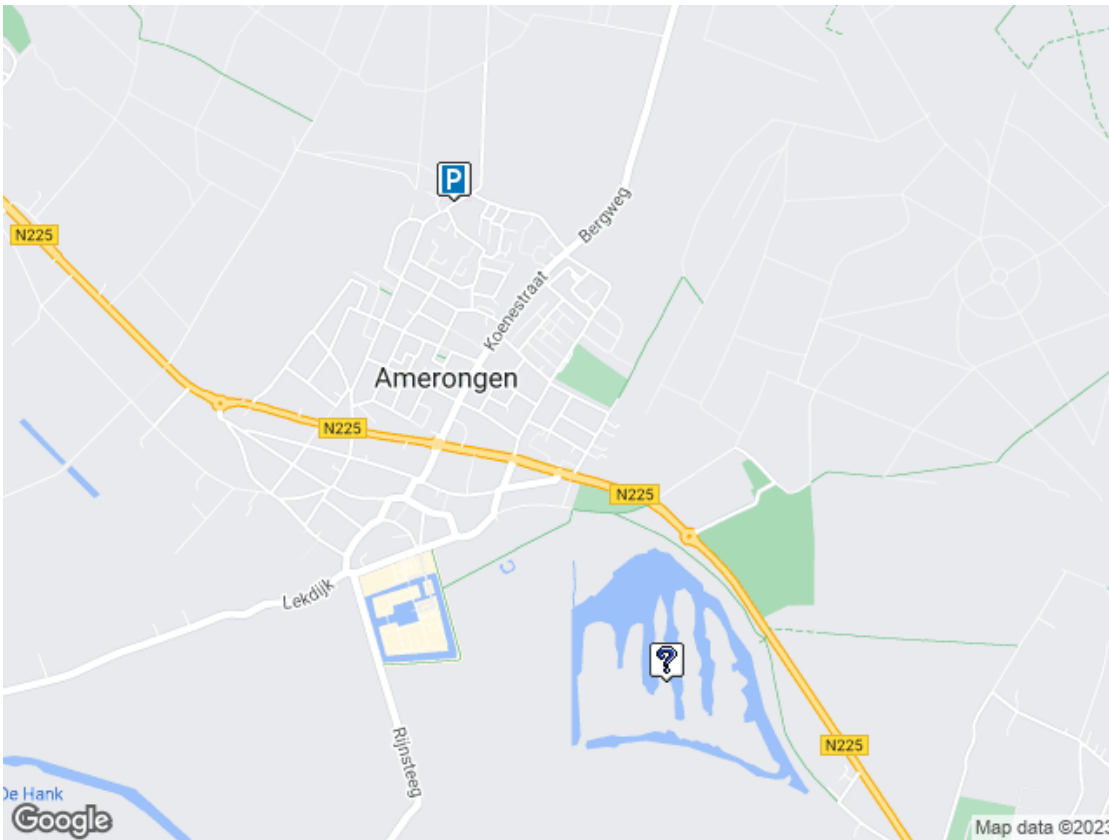 P
Bergweg
N225
Koenestraat
Amerongen
N225
N225
Lekdijk
?
Rijnsteeg
N225
De Hank
Google
Map data ©2023